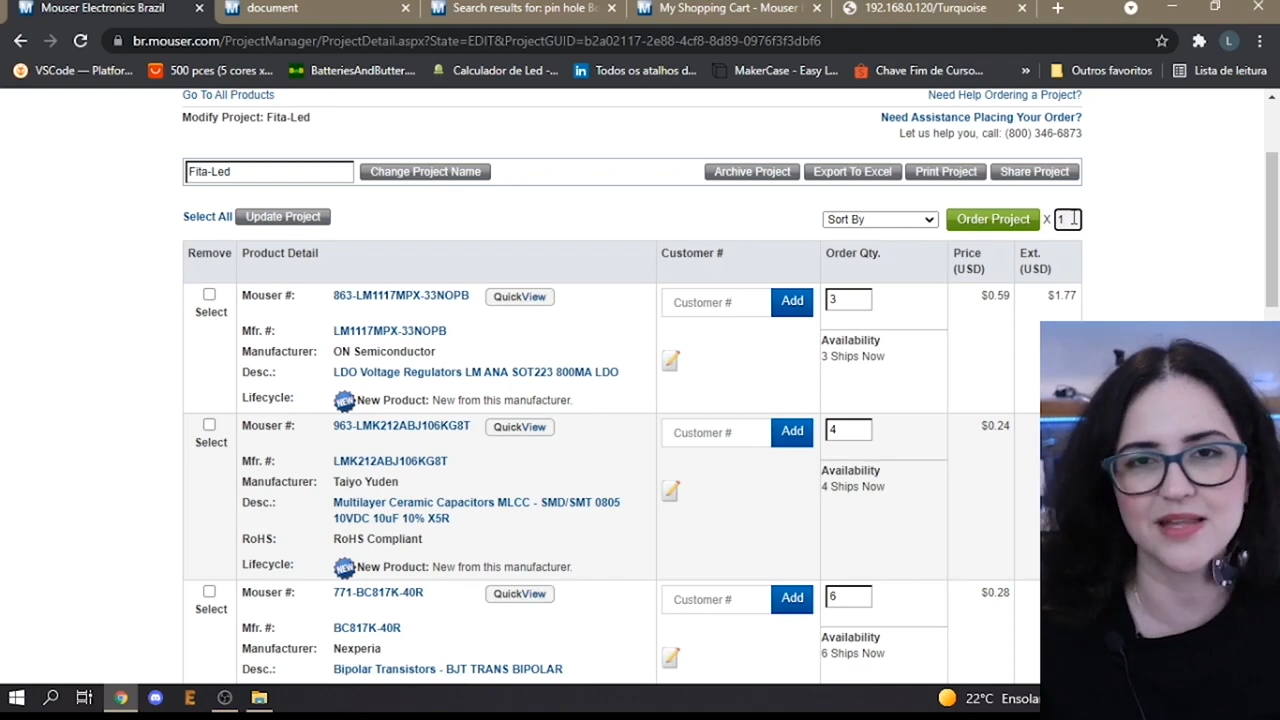 Mouser Electronics Brazil
document
Search results for: pin hole Bo
My Shopping Cart - Mouser
192.168.0.120/Turquoise
br.mouser.com/ProjectManager/ProjectDetail.aspx?State=EDIT&ProjectGUID=b2a02117-2e88-4cf8-8d89-0976f3f3dbf6
L
VSCode — Platfor...
500 pces (5 cores x...
BatteriesAndButter...
Calculador de Led -...
Todos os atalhos d...
MakerCase - Easy L...
Chave Fim de Curso...
»
Outros favoritos
Lista de leitura
Go To All Products
Need Help Ordering a Project?
Modify Project: Fita-Led
Need Assistance Placing Your Order?
Let us help you, call: (800) 346-6873
Fita-Led
Change Project Name
Archive Project
Export To Excel
Print Project
Share Project
Select All
Update Project
Sort By
Order Project
X
1
Remove
Product Detail
Customer #
Order Qty.
Price (USD)
Ext. (USD)
Select
Mouser #: 863-LM1117MPX-33NOPB
QuickView
Customer #
Add
3
$0.59
$1.77
Mfr. #: LM1117MPX-33NOPB
Availability
Manufacturer: ON Semiconductor
3 Ships Now
Desc.: LDO Voltage Regulators LM ANA SOT223 800MA LDO
Lifecycle: NEW New Product: New from this manufacturer.
Select
Mouser #: 963-LMK212ABJ106KG8T
QuickView
Customer #
Add
4
$0.24
Mfr. #: LMK212ABJ106KG8T
Availability
Manufacturer: Taiyo Yuden
4 Ships Now
Desc.: Multilayer Ceramic Capacitors MLCC - SMD/SMT 0805
10VDC 10uF 10% X5R
RoHS: RoHS Compliant
Lifecycle: NEW New Product: New from this manufacturer.
Select
Mouser #: 771-BC817K-40R
QuickView
Customer #
Add
6
$0.28
Mfr. #: BC817K-40R
Availability
Manufacturer: Nexperia
6 Ships Now
Desc.: Bipolar Transistors - BJT TRANS BIPOLAR
22°C Ensola